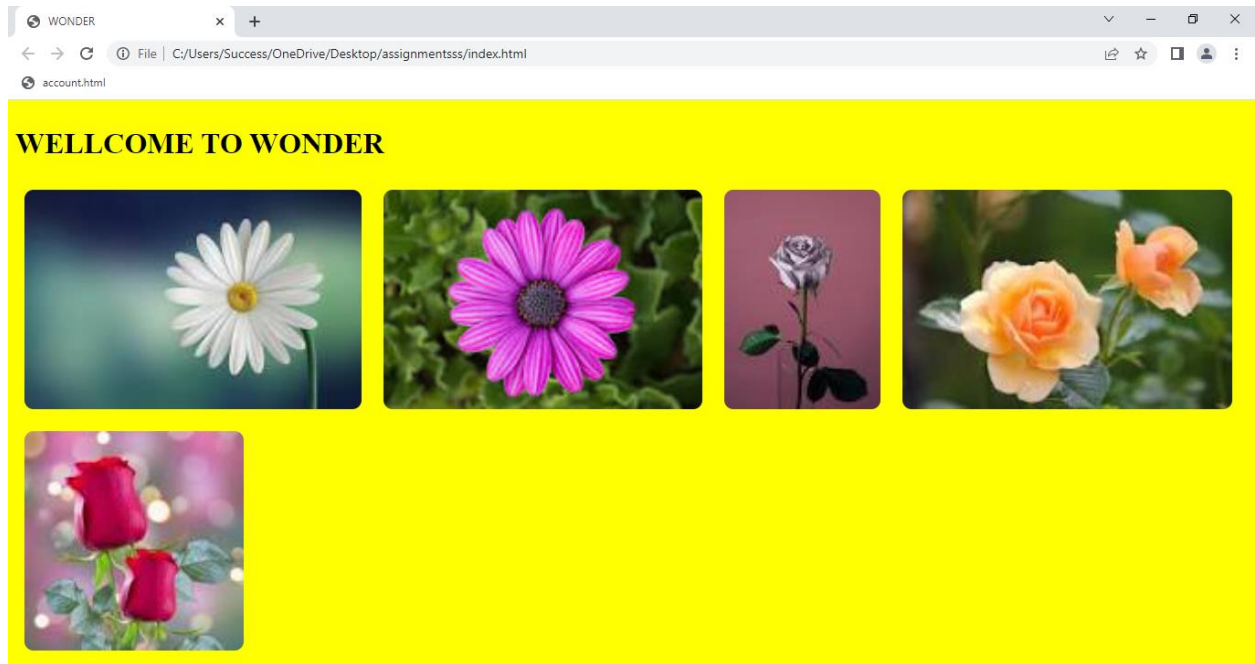 WONDER
File | C:/Users/Success/OneDrive/Desktop/assignmentsss/index.html
account.html
WELLCOME TO WONDER